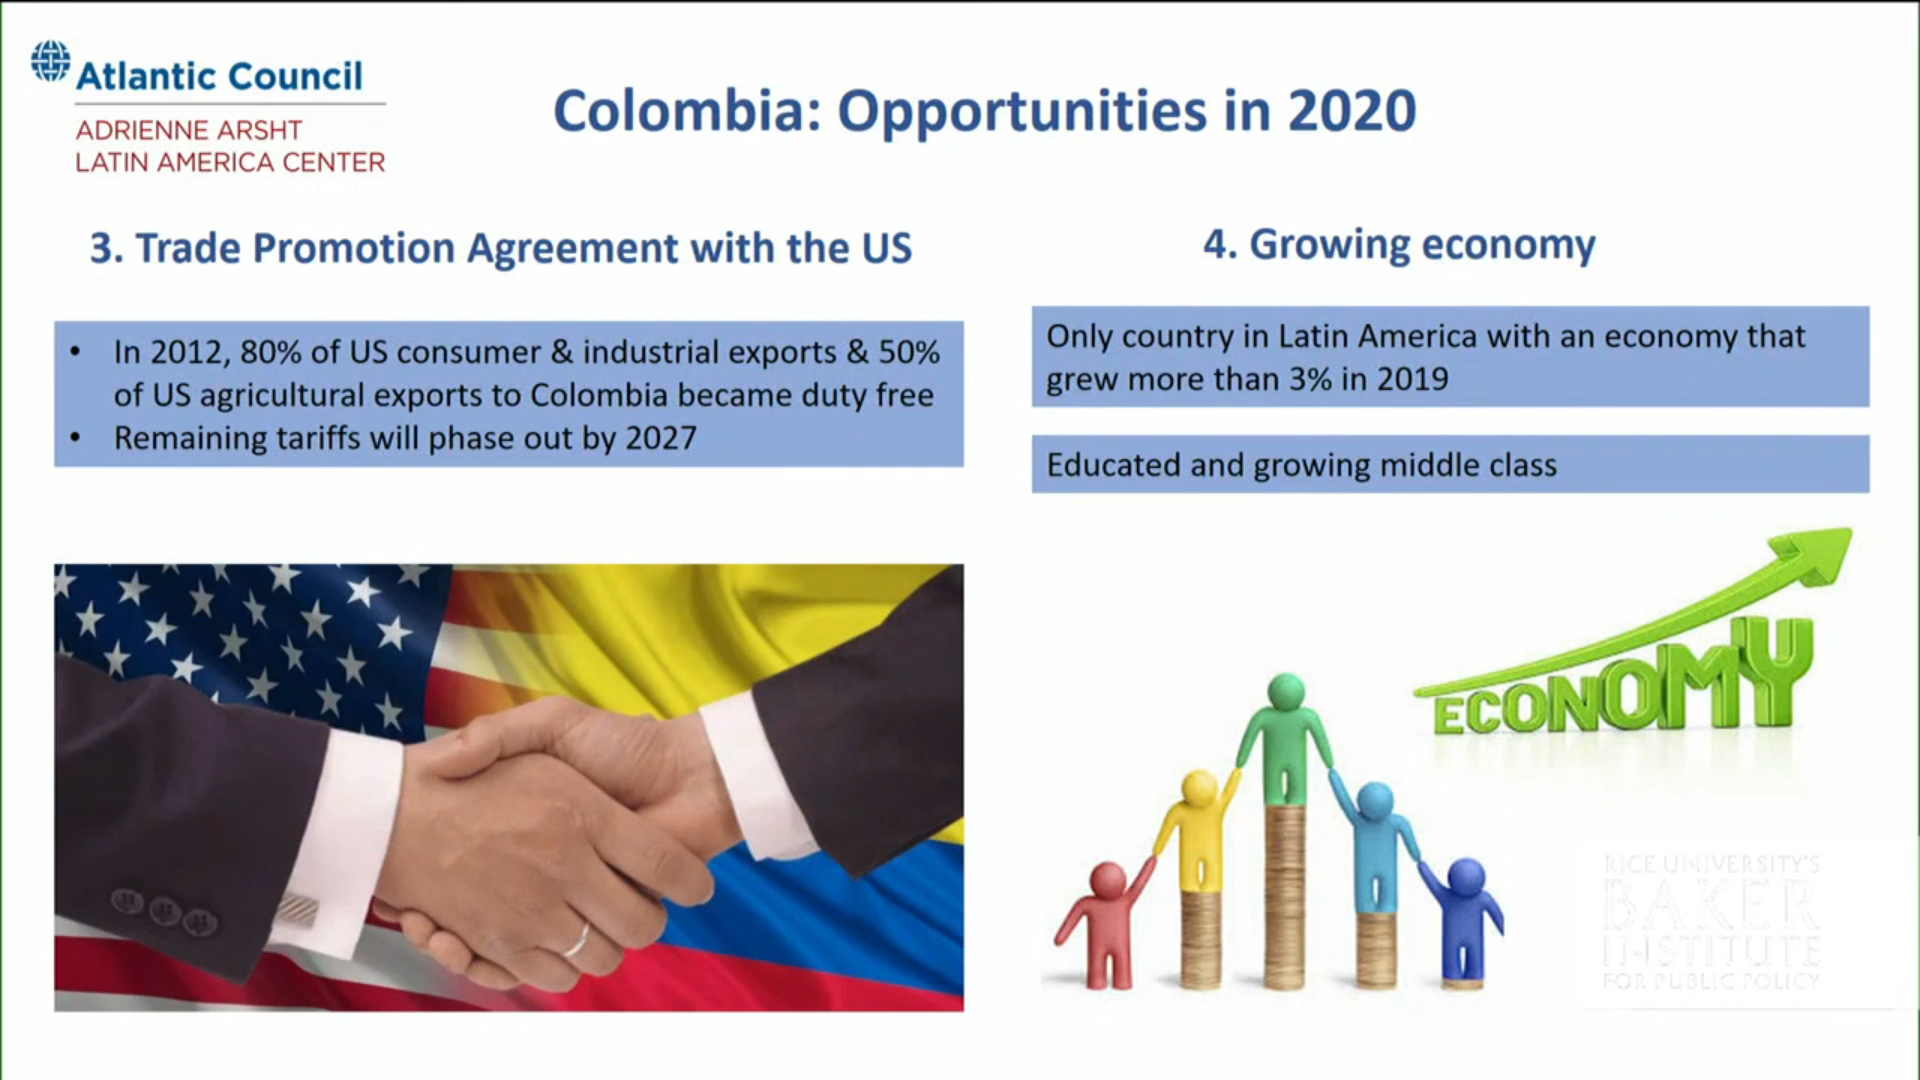 Atlantic Council
ADRIENNE ARSHT
LATIN AMERICA CENTER
Colombia: Opportunities in 2020
3. Trade Promotion Agreement with the US
• In 2012, 80% of US consumer & industrial exports & 50%
of US agricultural exports to Colombia became duty free
• Remaining tariffs will phase out by 2027
4. Growing economy
Only country in Latin America with an economy that
grew more than 3% in 2019
Educated and growing middle class
ECONOMY
RICE UNIVERSITY'S
BAKER
INSTITUTE
FOR PUBLIC POLICY